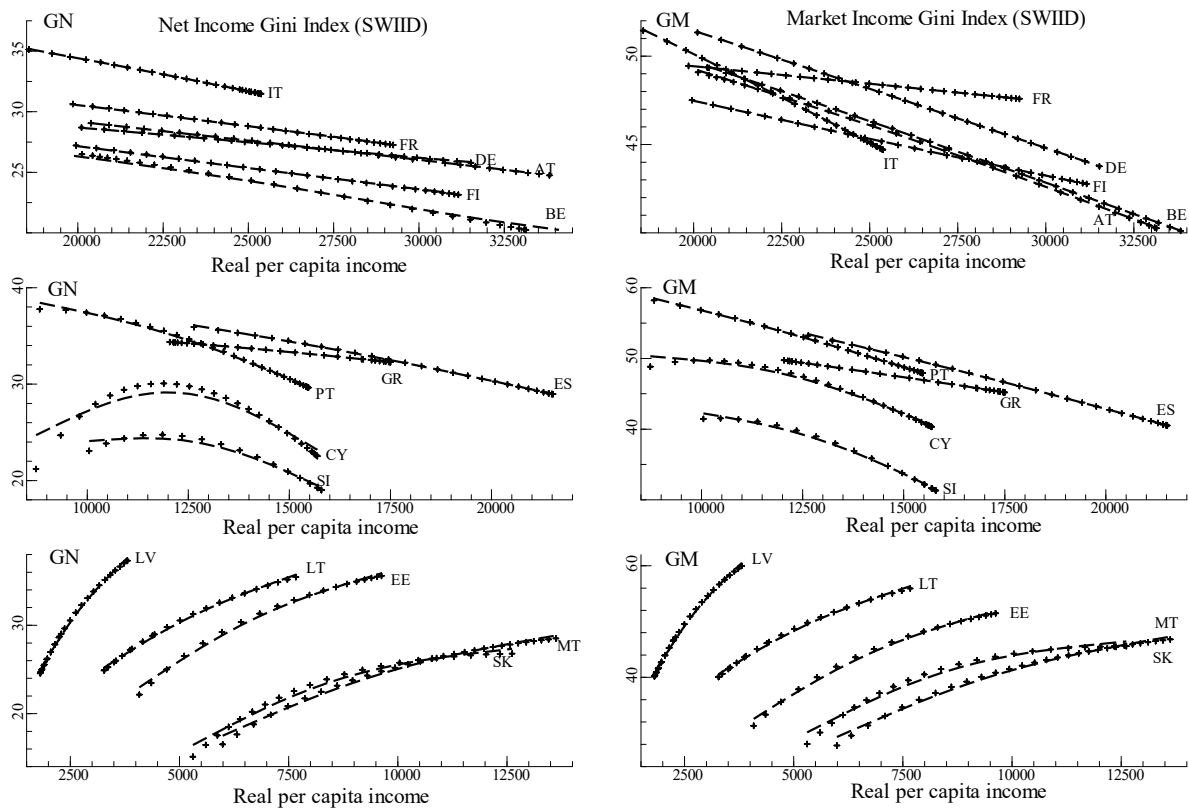 GN Net Income Gini Index (SWIID)
35
30
25
IT
FR
DE
AT
FI
BE
20000 22500 25000 27500 30000 32500
Real per capita income
GM Market Income Gini Index (SWIID)
50
45
FR
IT
DE
FI
AT
BE
20000 22500 25000 27500 30000 32500
Real per capita income
GN
40
30
20
PT
GR
ES
CY
SI
10000 12500 15000 17500 20000
Real per capita income
GM
60
50
40
PT
GR
ES
CY
SI
10000 12500 15000 17500 20000
Real per capita income
GN
36
28
20
LV
LT
EE
MT
SK
2500 5000 7500 10000 12500
Real per capita income
GM
60
40
LV
LT
EE
MT
SK
2500 5000 7500 10000 12500
Real per capita income